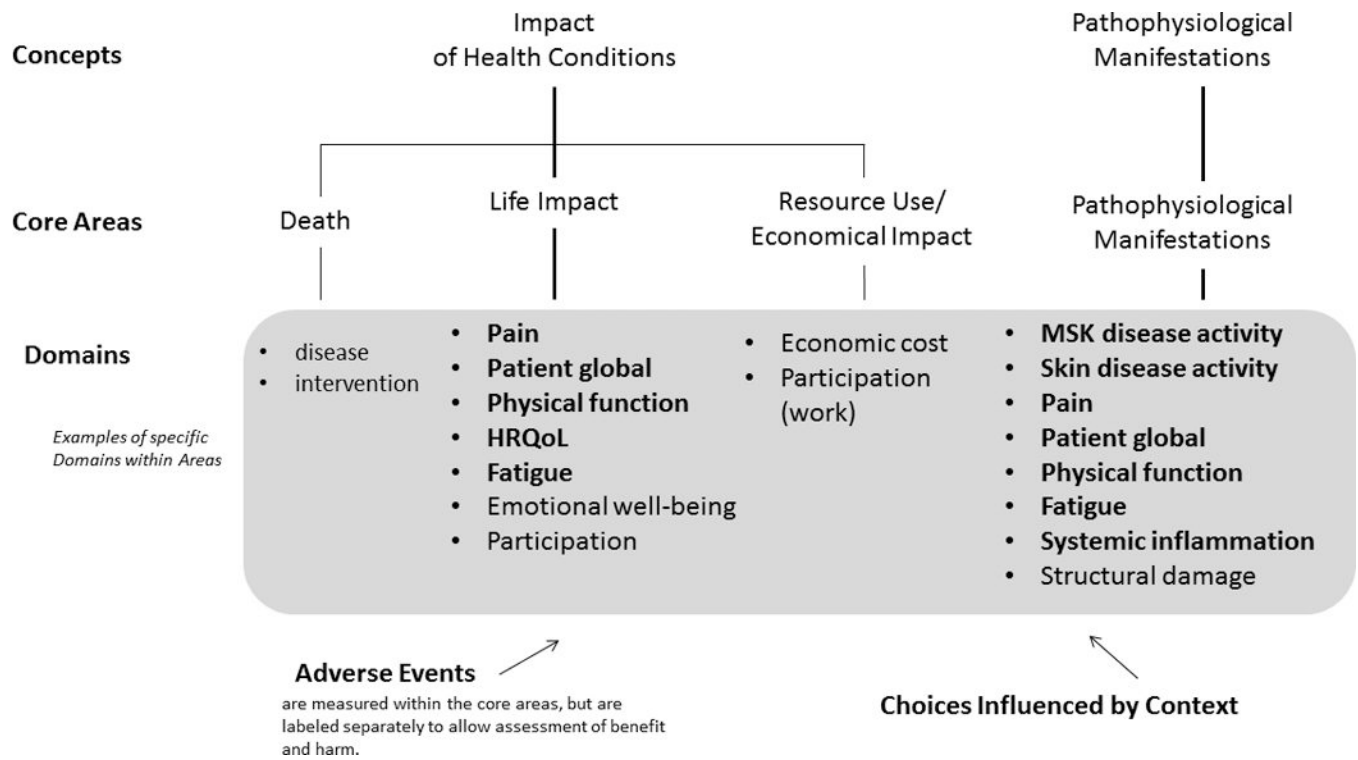 Concepts
Impact
of Health Conditions
Pathophysiological
Manifestations
Core Areas
Death
Life Impact
Resource Use/
Economical Impact
Pathophysiological
Manifestations
Domains
Examples of specific
Domains within Areas
• disease
• intervention
• Pain
• Patient global
• Physical function
• HRQoL
• Fatigue
• Emotional well-being
• Participation
• Economic cost
• Participation
(work)
• MSK disease activity
• Skin disease activity
• Pain
• Patient global
• Physical function
• Fatigue
• Systemic inflammation
• Structural damage
Adverse Events
are measured within the core areas, but are
labeled separately to allow assessment of benefit
and harm.
Choices Influenced by Context